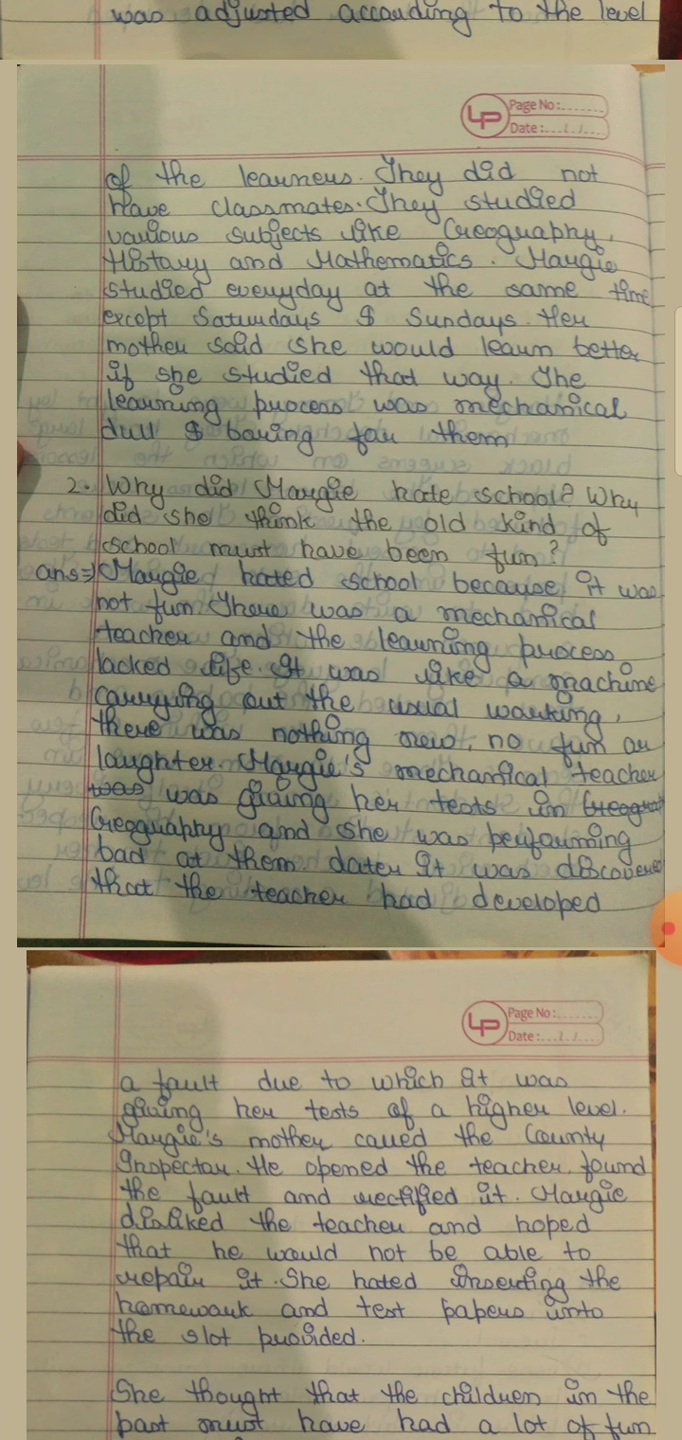 was adjusted according to the level
LP Page No:.......
Date:...../..../.....
of the learners. They did not
have classmates. They studied
various subjects like Geography,
History and Mathematics. Margie
studied everyday at the same time
except Saturdays & Sundays. Her
mother said she would learn better
if she studied that way. The
learning process was mechanical
dull & boring for them
2. Why did Margie hate school? Why
did she think the old kind of
school must have been fun?
ans⇒ Margie hated school because it was
not fun. There was a mechanical
teacher and the learning process
lacked life. It was like a machine
carrying out the usual working,
there was nothing new, no fun or
laughter. Margie's mechanical teacher
was was giving her tests in Geogra
Geography and she was performing
bad at them. Later it was discovered
that the teacher had developed
LP Page No:.......
Date:...../..../.....
a fault due to which it was
giving her tests of a higher level.
Margie's mother called the County
Inspector. He opened the teacher, found
the fault and rectified it. Margie
disliked the teacher and hoped
that he would not be able to
repair it. She hated inserting the
homework and test papers into
the slot provided.
She thought that the children in the
past must have had a lot of fun